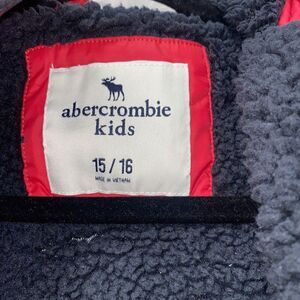 abercrombie
kids
15 / 16
MADE IN VIETNAM